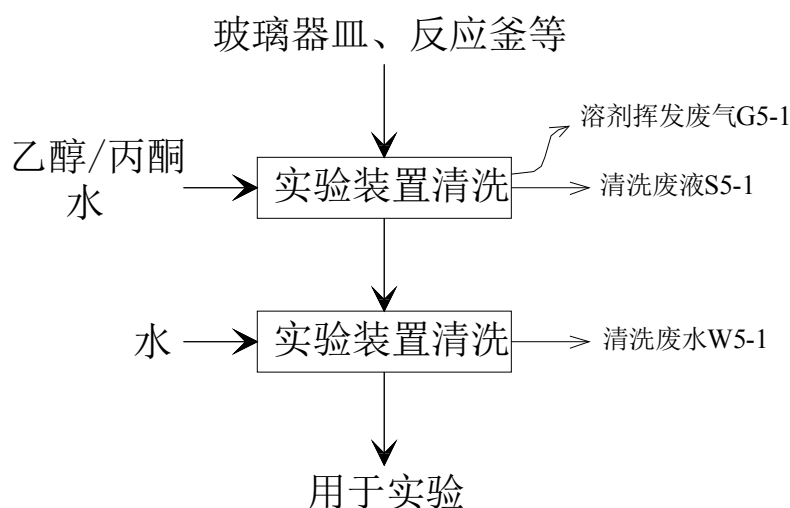 玻璃器皿、反应釜等
溶剂挥发废气G5-1
乙醇/丙酮
水
实验装置清洗
清洗废液S5-1
水
实验装置清洗
清洗废水W5-1
用于实验